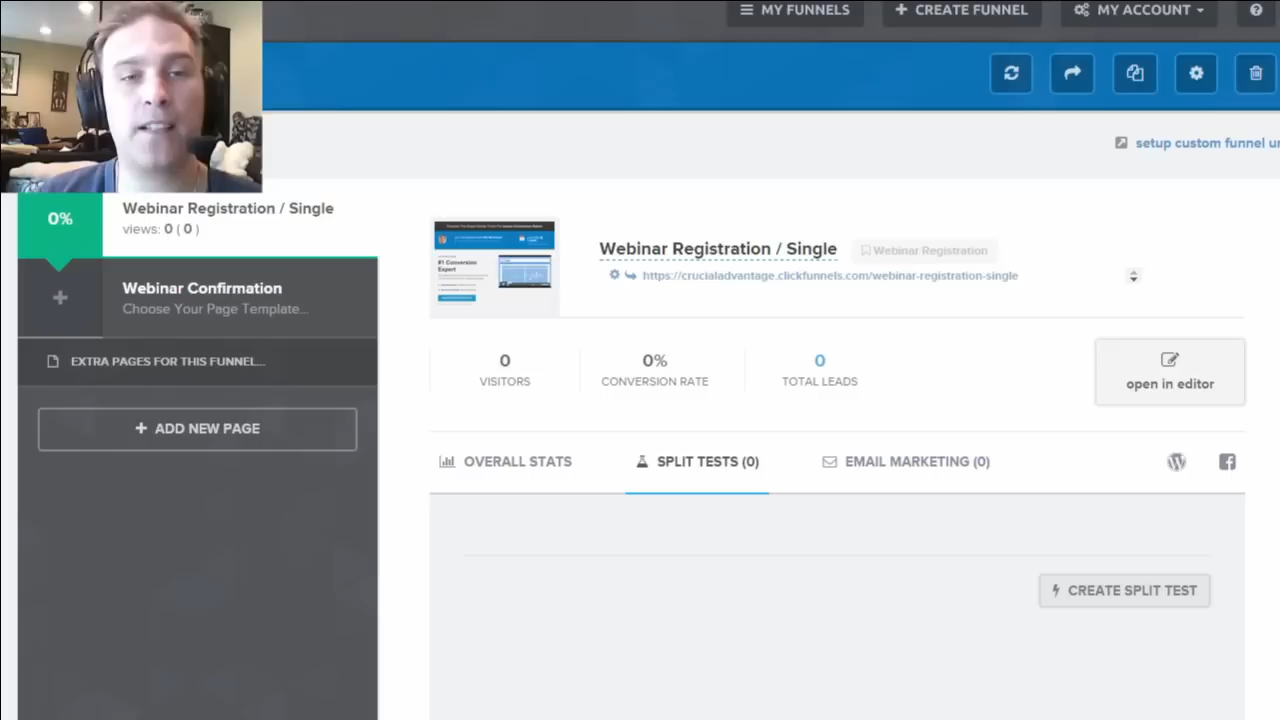 MY FUNNELS
CREATE FUNNEL
MY ACCOUNT
setup custom funnel ur
0%
Webinar Registration / Single
views: 0 ( 0 )
Webinar Confirmation
Choose Your Page Template...
EXTRA PAGES FOR THIS FUNNEL...
ADD NEW PAGE
#1 Conversion
Expert
Webinar Registration / Single
Webinar Registration
https://crucialadvantage.clickfunnels.com/webinar-registration-single
0
VISITORS
0%
CONVERSION RATE
0
TOTAL LEADS
open in editor
OVERALL STATS
SPLIT TESTS (0)
EMAIL MARKETING (0)
CREATE SPLIT TEST